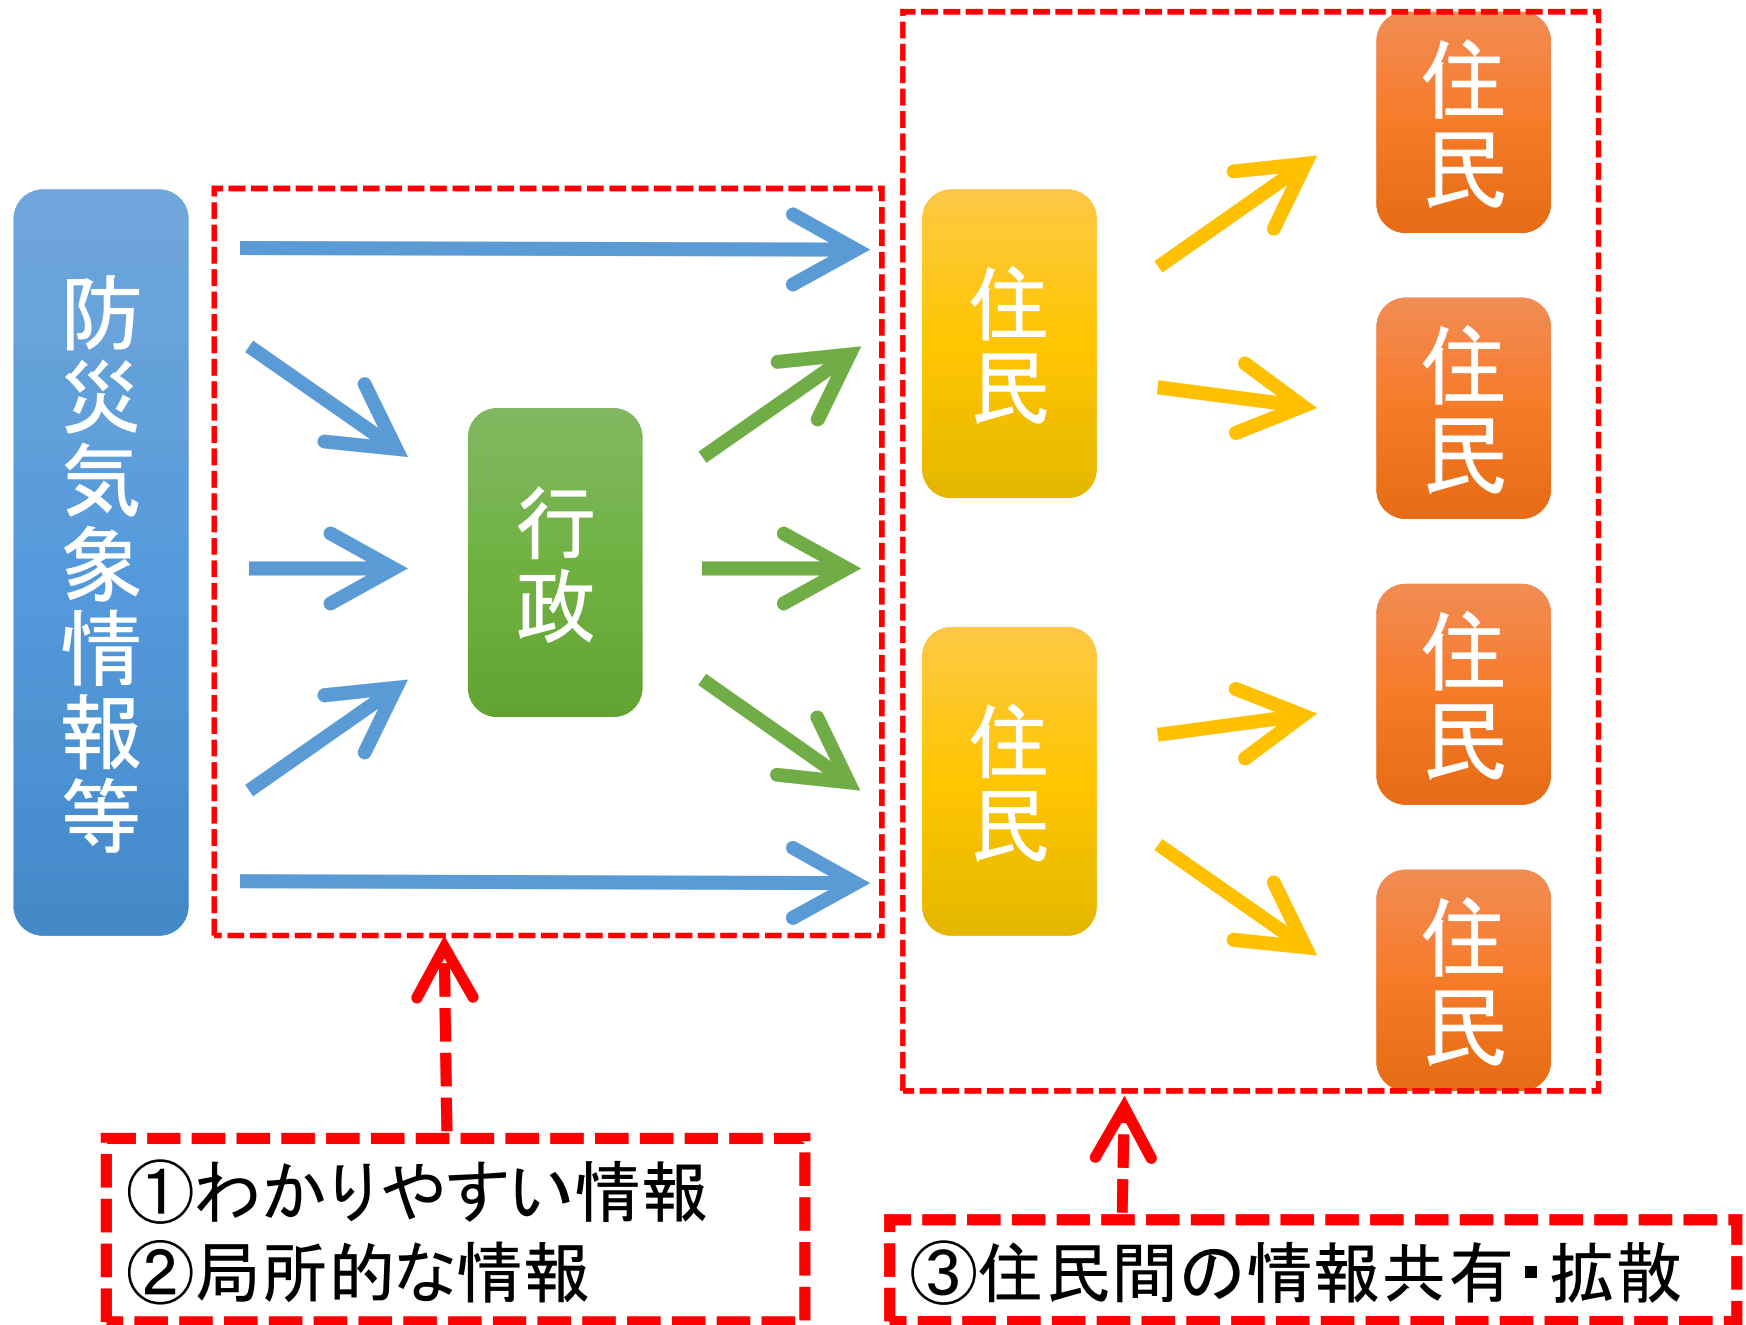 防災気象情報等
行政
住民
住民
住民
住民
住民
住民
①わかりやすい情報
②局所的な情報
③住民間の情報共有・拡散